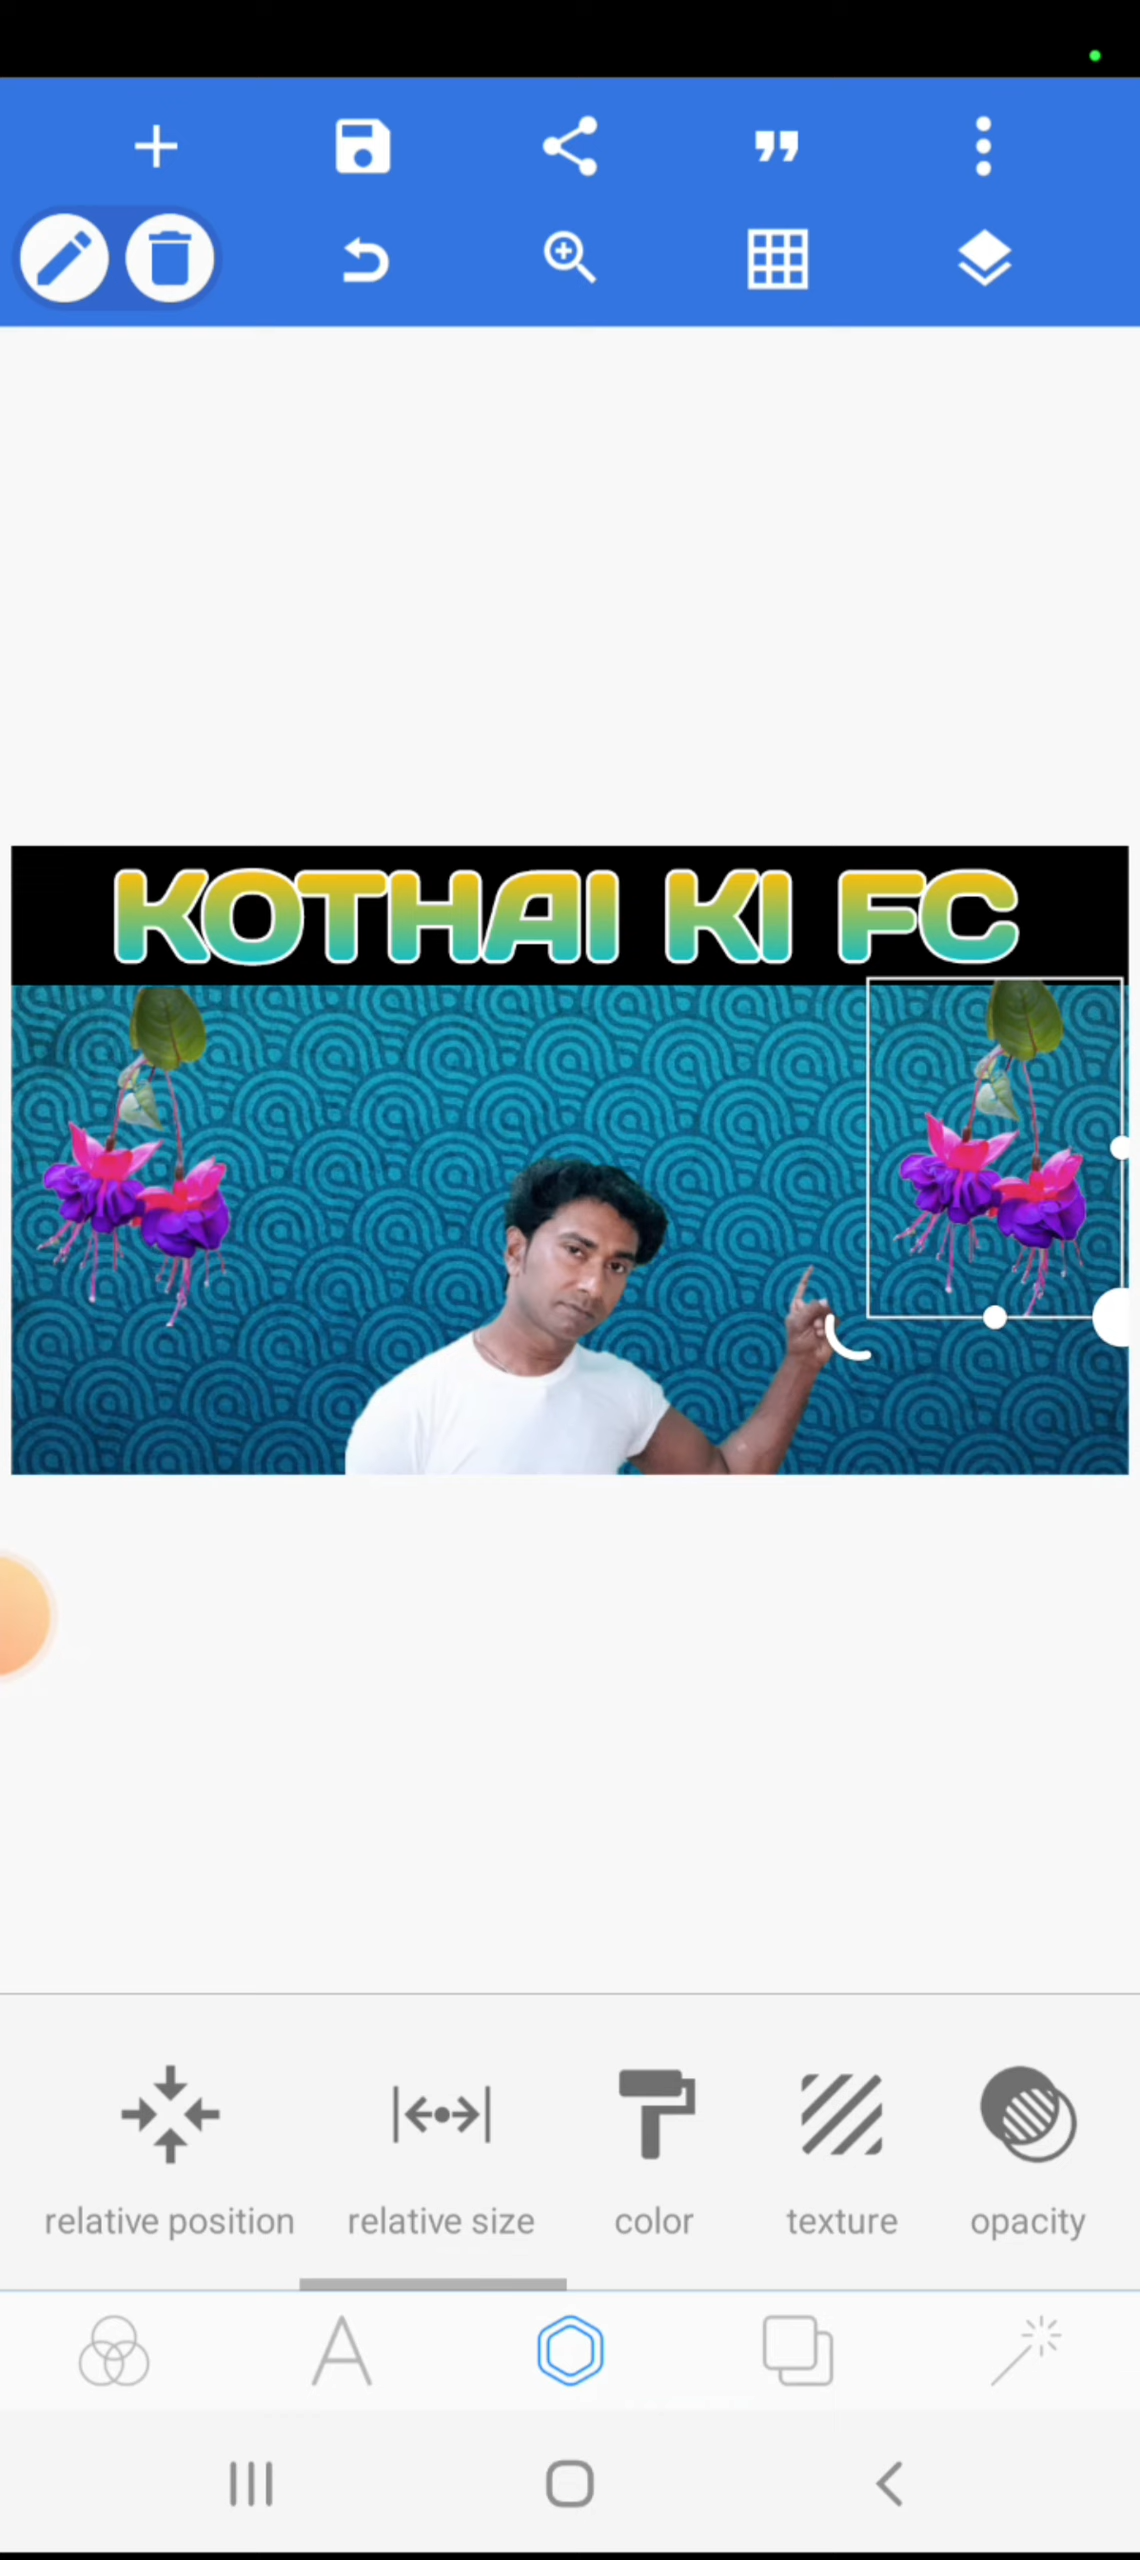 KOTHAI KI FC
relative position
relative size
color
texture
opacity